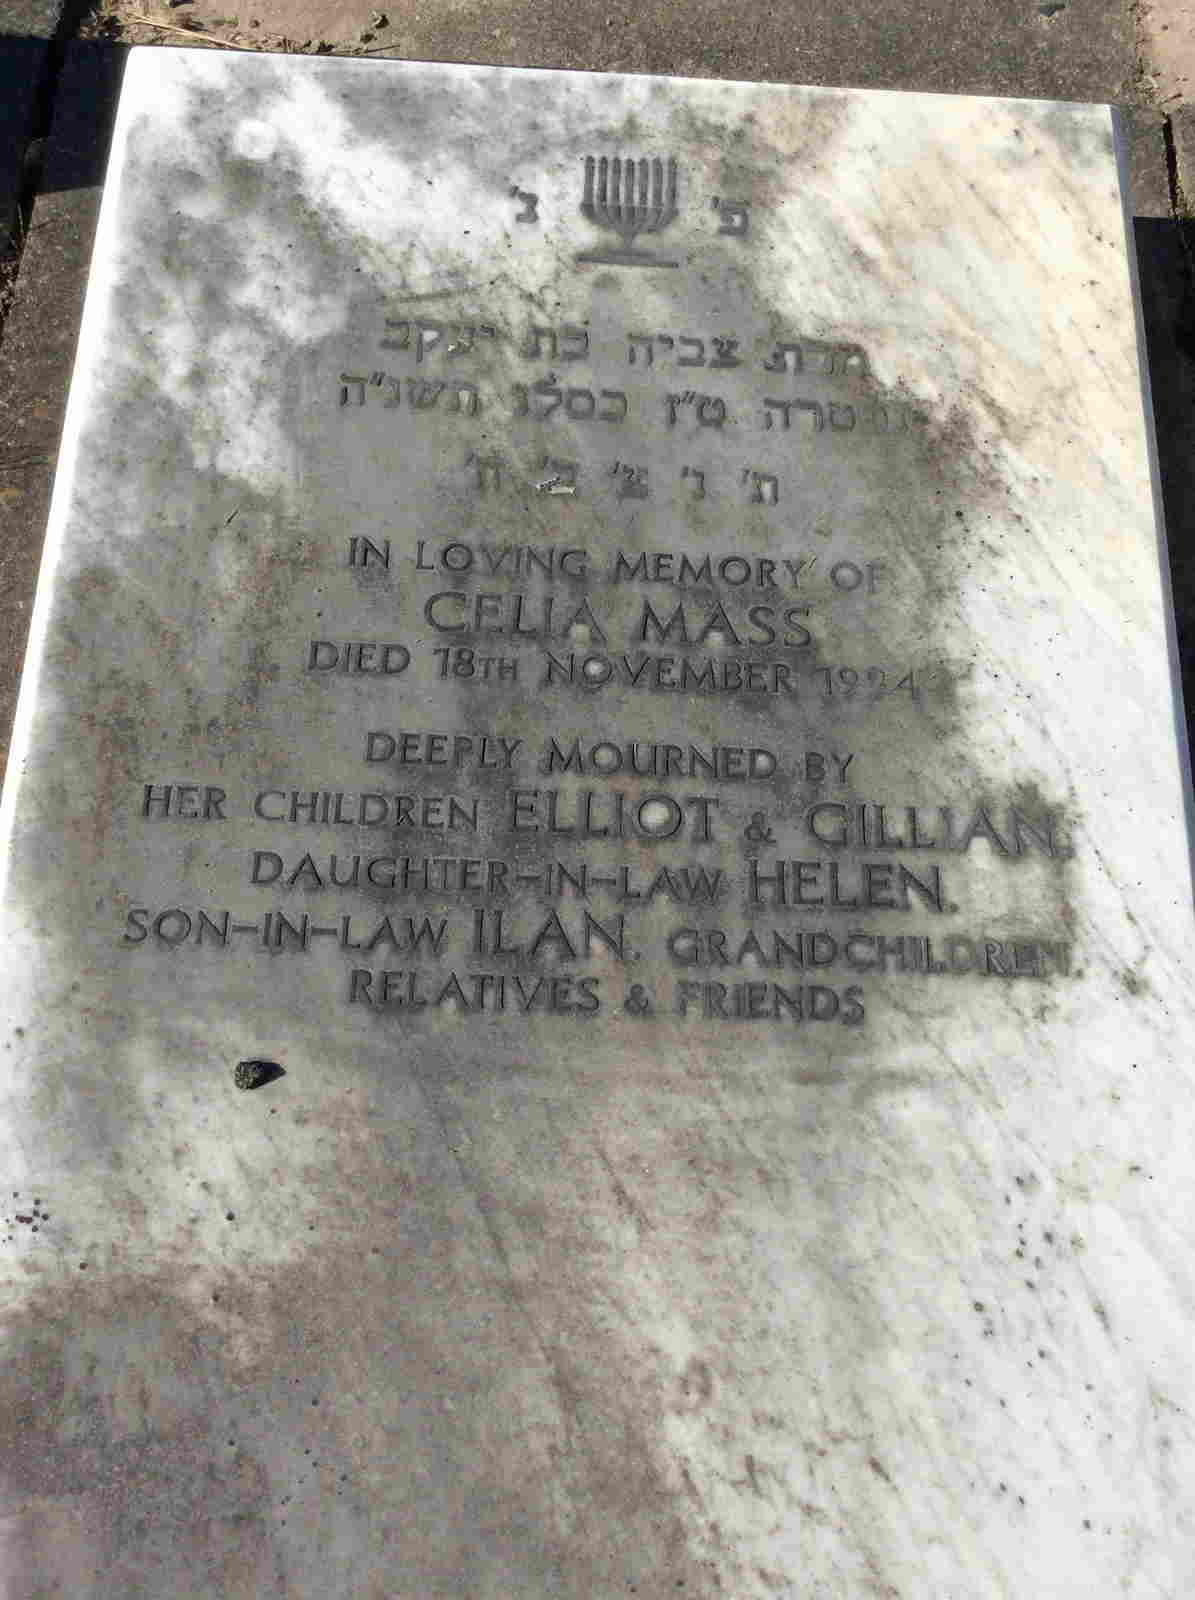 פ' נ'
מרת צביה בת יעקב
נפטרה ט"ו כסלו תשנ"ה
ת' נ' צ' ב' ה'
IN LOVING MEMORY OF
CELIA MASS
DIED 18TH NOVEMBER 1994
DEEPLY MOURNED BY
HER CHILDREN ELLIOT & GILLIAN.
DAUGHTER-IN-LAW HELEN.
SON-IN-LAW ILAN. GRANDCHILDREN.
RELATIVES & FRIENDS